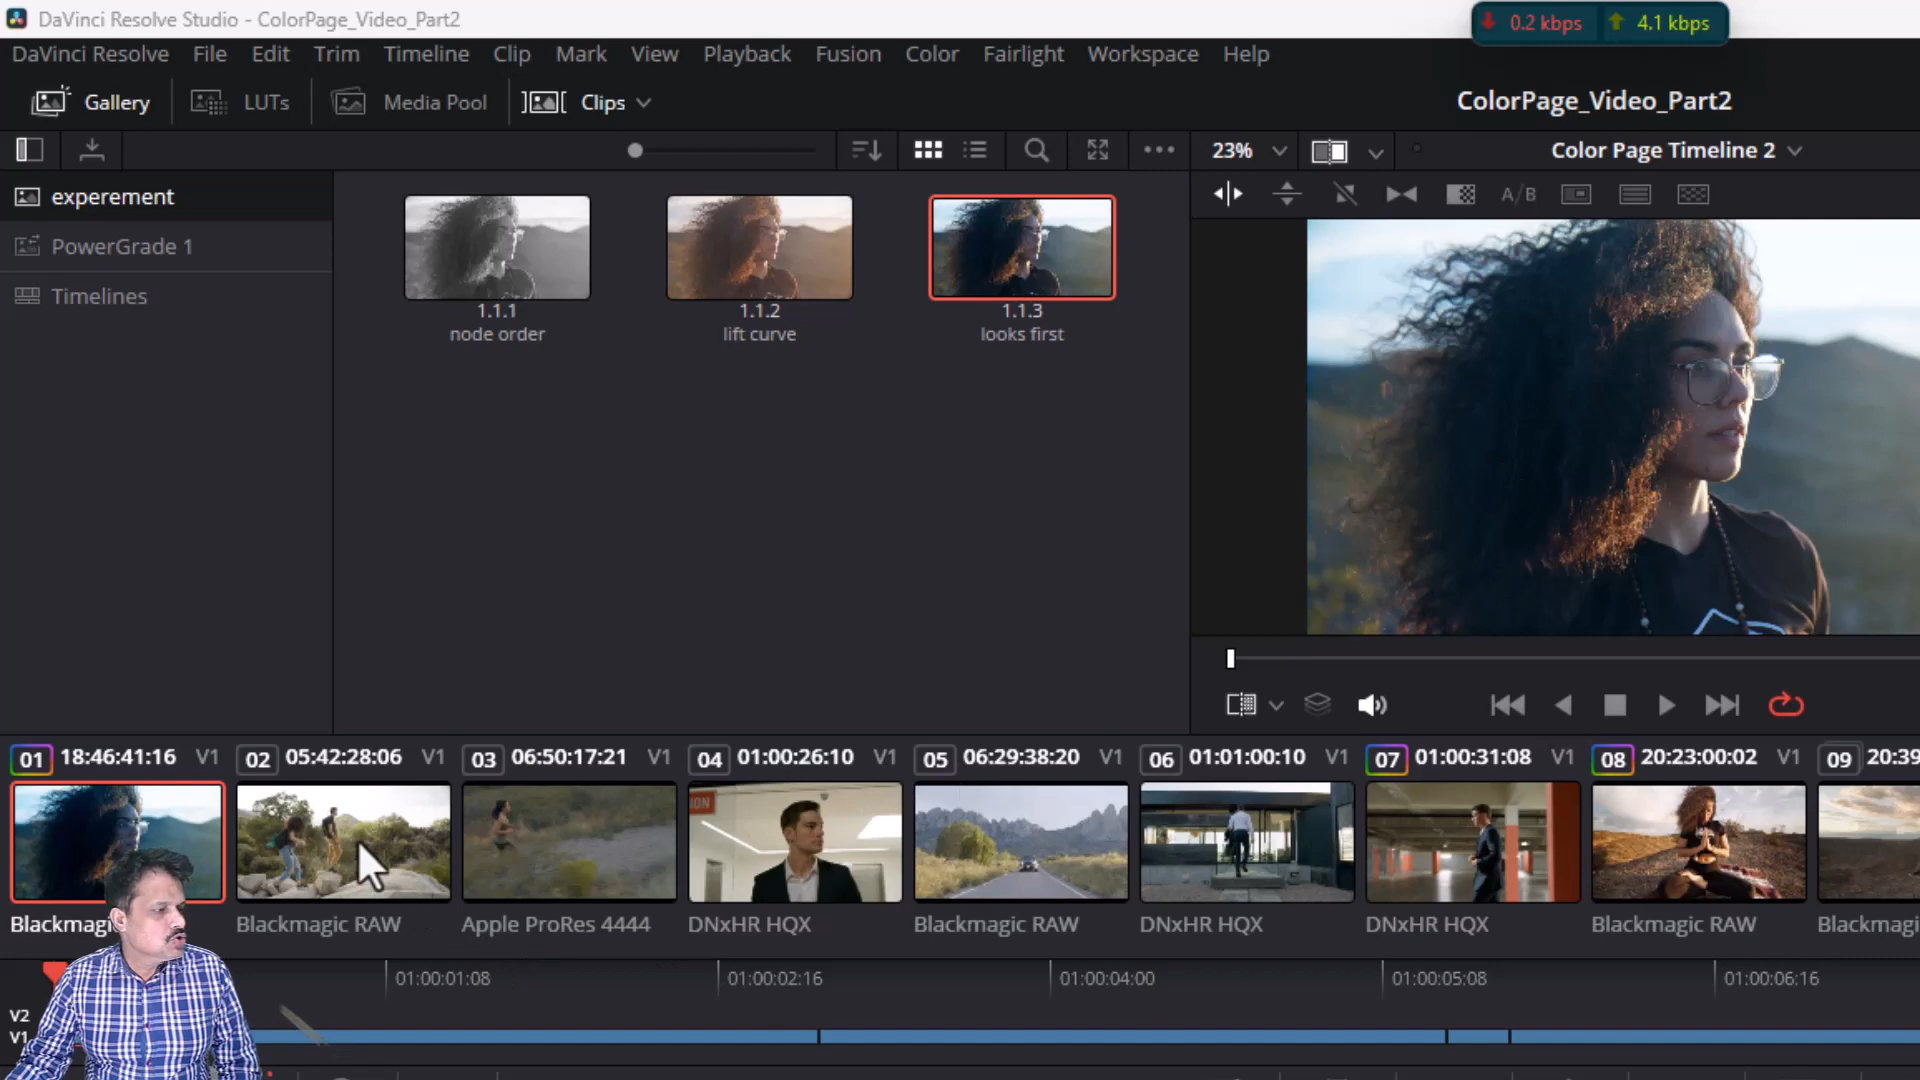 DaVinci Resolve Studio - ColorPage_Video_Part2
0.2 kbps 4.1 kbps
DaVinci Resolve File Edit Trim Timeline Clip Mark View Playback Fusion Color Fairlight Workspace Help
Gallery LUTs Media Pool Clips
ColorPage_Video_Part2
23% Color Page Timeline 2
A/B
experement
PowerGrade 1
Timelines
1.1.1 1.1.2 1.1.3
node order lift curve looks first
01 18:46:41:16 V1 02 05:42:28:06 V1 03 06:50:17:21 V1 04 01:00:26:10 V1 05 06:29:38:20 V1 06 01:01:00:10 V1 07 01:00:31:08 V1 08 20:23:00:02 V1 09 20:39
ION
Blackmagi Blackmagic RAW Apple ProRes 4444 DNxHR HQX Blackmagic RAW DNxHR HQX DNxHR HQX Blackmagic RAW Blackmagi
01:00:01:08 01:00:02:16 01:00:04:00 01:00:05:08 01:00:06:16
V2
V1